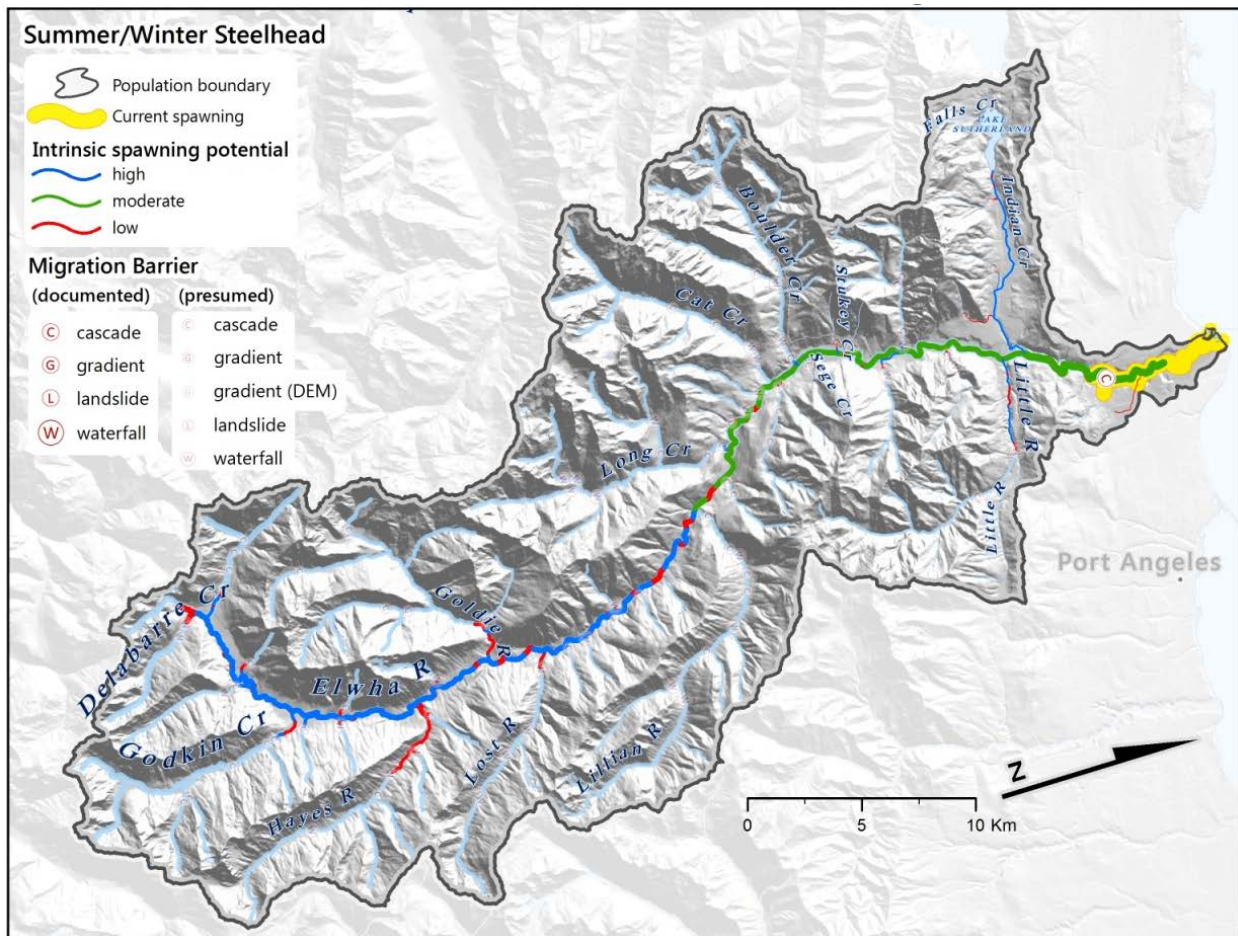 Summer/Winter Steelhead
Population boundary
Current spawning
Intrinsic spawning potential
high
moderate
low
Migration Barrier
(documented)
(presumed)
C cascade
G gradient
L landslide
W waterfall
C cascade
G gradient
gradient (DEM)
L landslide
W waterfall
Falls Cr
LAKE
SUTHERLAND
Indian Cr
Boulder Cr
Stukey Cr
Cat Cr
Sege Cr
Little R
C
Long Cr
Little R
Port Angeles
Delabarre Cr
Goldie R
Elwha R
Godkin Cr
Lost R
Lillian R
Hayes R
N
0 5 10 Km